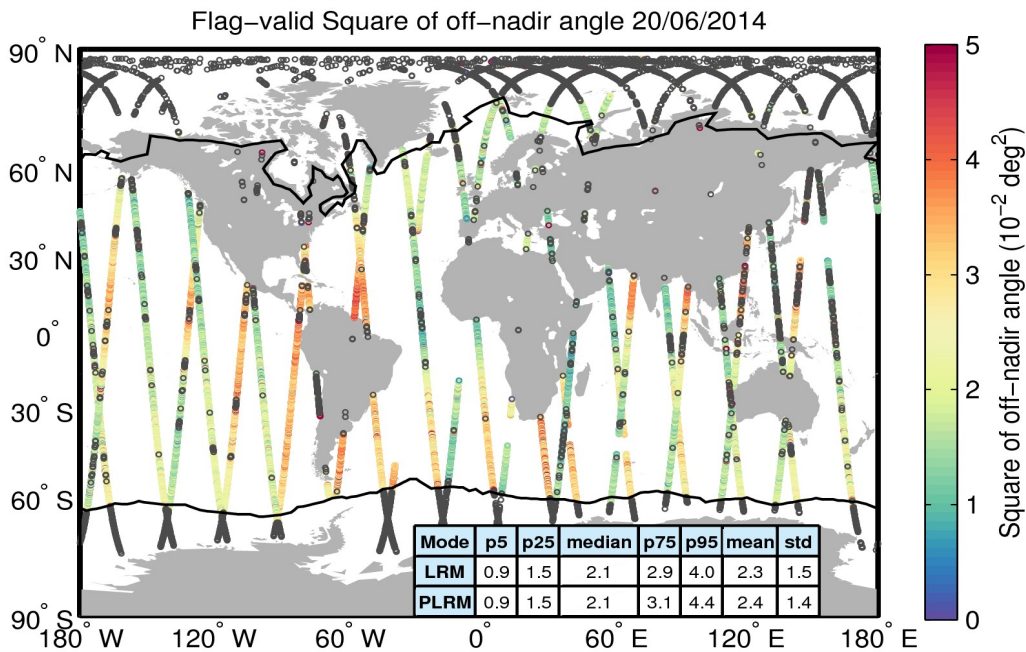 Flag−valid Square of off−nadir angle 20/06/2014
90° N
60° N
30° N
0°
30° S
60° S
90° S
180° W
120° W
60° W
0°
60° E
120° E
180° E
Mode p5 p25 median p75 p95 mean std
LRM 0.9 1.5 2.1 2.9 4.0 2.3 1.5
PLRM 0.9 1.5 2.1 3.1 4.4 2.4 1.4
5
4
3
2
1
0
Square of off−nadir angle (10⁻² deg²)